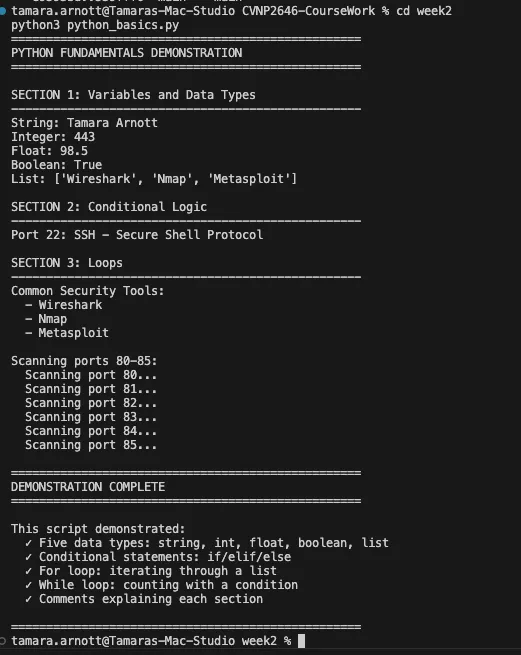 tamara.arnott@Tamaras-Mac-Studio CVNP2646-CourseWork % cd week2
python3 python_basics.py
==================================================
PYTHON FUNDAMENTALS DEMONSTRATION
==================================================

SECTION 1: Variables and Data Types
--------------------------------------------------
String: Tamara Arnott
Integer: 443
Float: 98.5
Boolean: True
List: ['Wireshark', 'Nmap', 'Metasploit']

SECTION 2: Conditional Logic
--------------------------------------------------
Port 22: SSH - Secure Shell Protocol

SECTION 3: Loops
--------------------------------------------------
Common Security Tools:
  - Wireshark
  - Nmap
  - Metasploit

Scanning ports 80-85:
  Scanning port 80...
  Scanning port 81...
  Scanning port 82...
  Scanning port 83...
  Scanning port 84...
  Scanning port 85...

==================================================
DEMONSTRATION COMPLETE
==================================================

This script demonstrated:
  ✓ Five data types: string, int, float, boolean, list
  ✓ Conditional statements: if/elif/else
  ✓ For loop: iterating through a list
  ✓ While loop: counting with a condition
  ✓ Comments explaining each section

==================================================
tamara.arnott@Tamaras-Mac-Studio week2 %